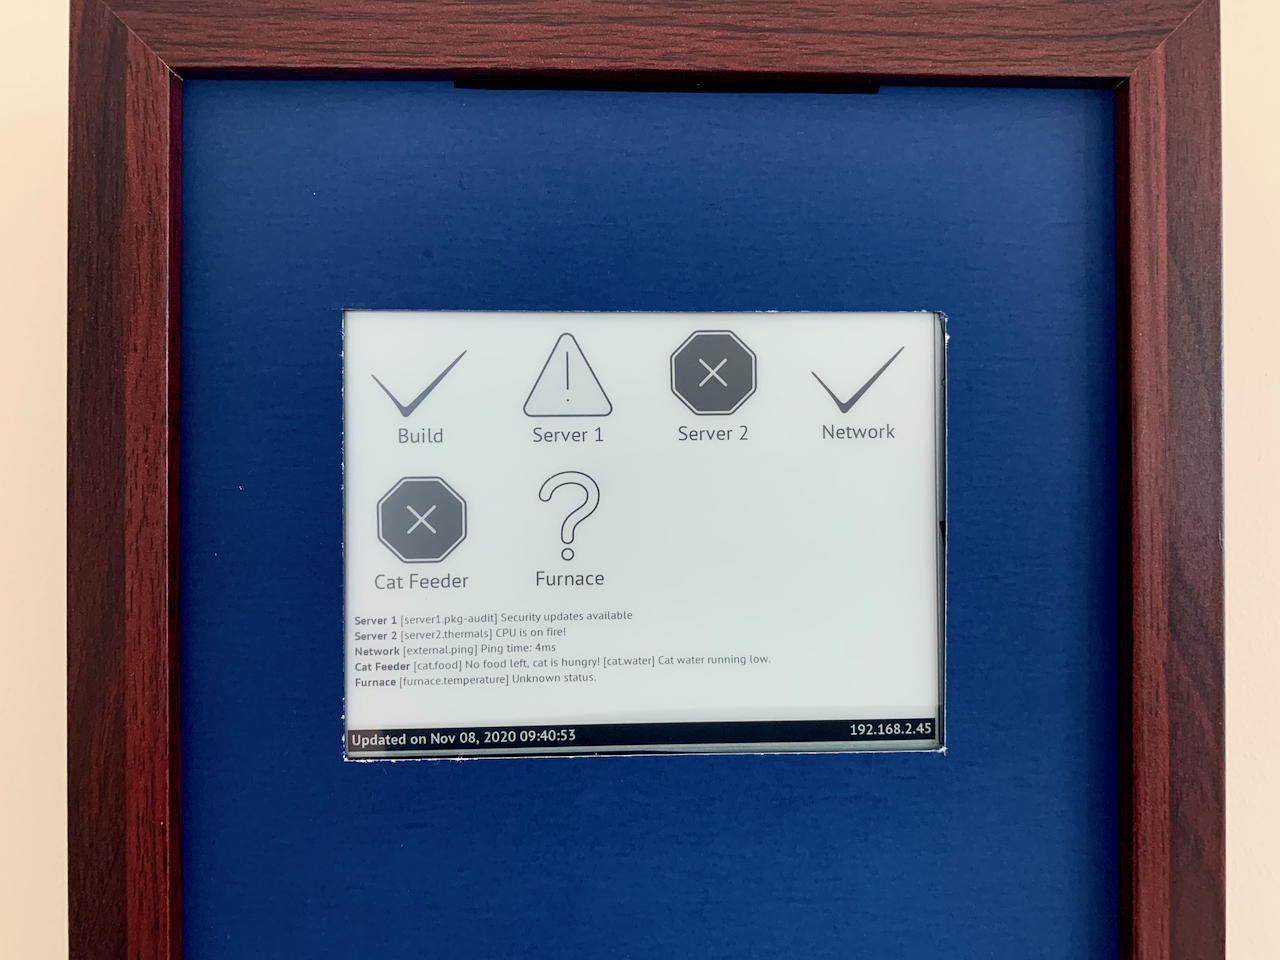 Build Server 1 Server 2 Network
Cat Feeder Furnace
Server 1 [server1.pkg-audit] Security updates available
Server 2 [server2.thermals] CPU is on fire!
Network [external.ping] Ping time: 4ms
Cat Feeder [cat.food] No food left, cat is hungry! [cat.water] Cat water running low.
Furnace [furnace.temperature] Unknown status.
Updated on Nov 08, 2020 09:40:53 192.168.2.45